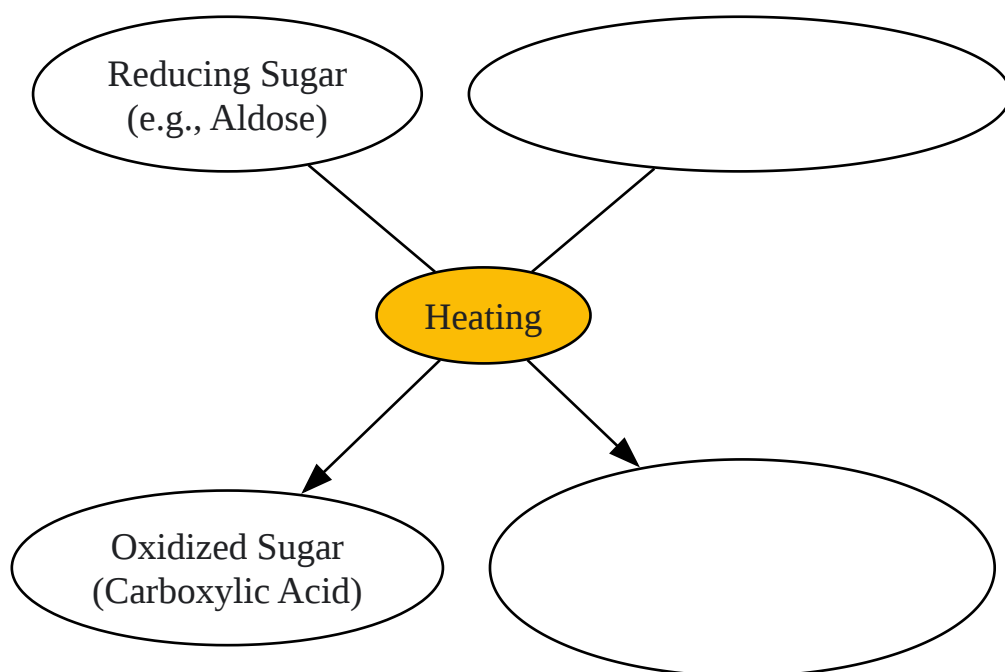 Reducing Sugar
(e.g., Aldose)
Heating
Oxidized Sugar
(Carboxylic Acid)